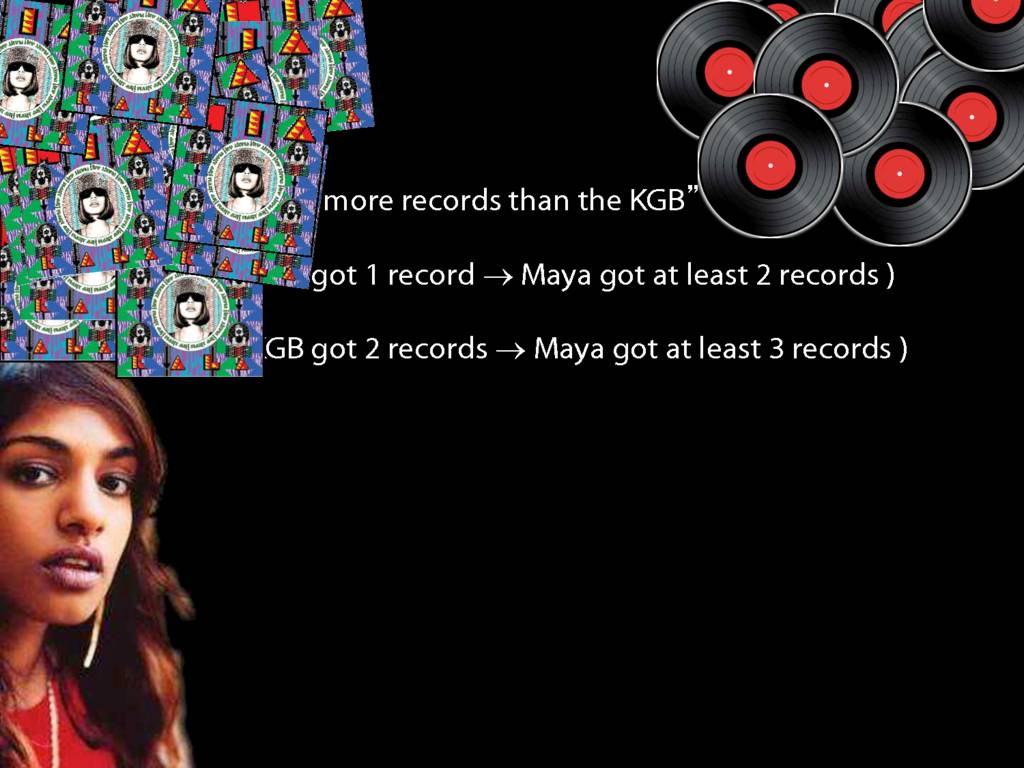 more records than the KGB”
got 1 record → Maya got at least 2 records )
GB got 2 records → Maya got at least 3 records )